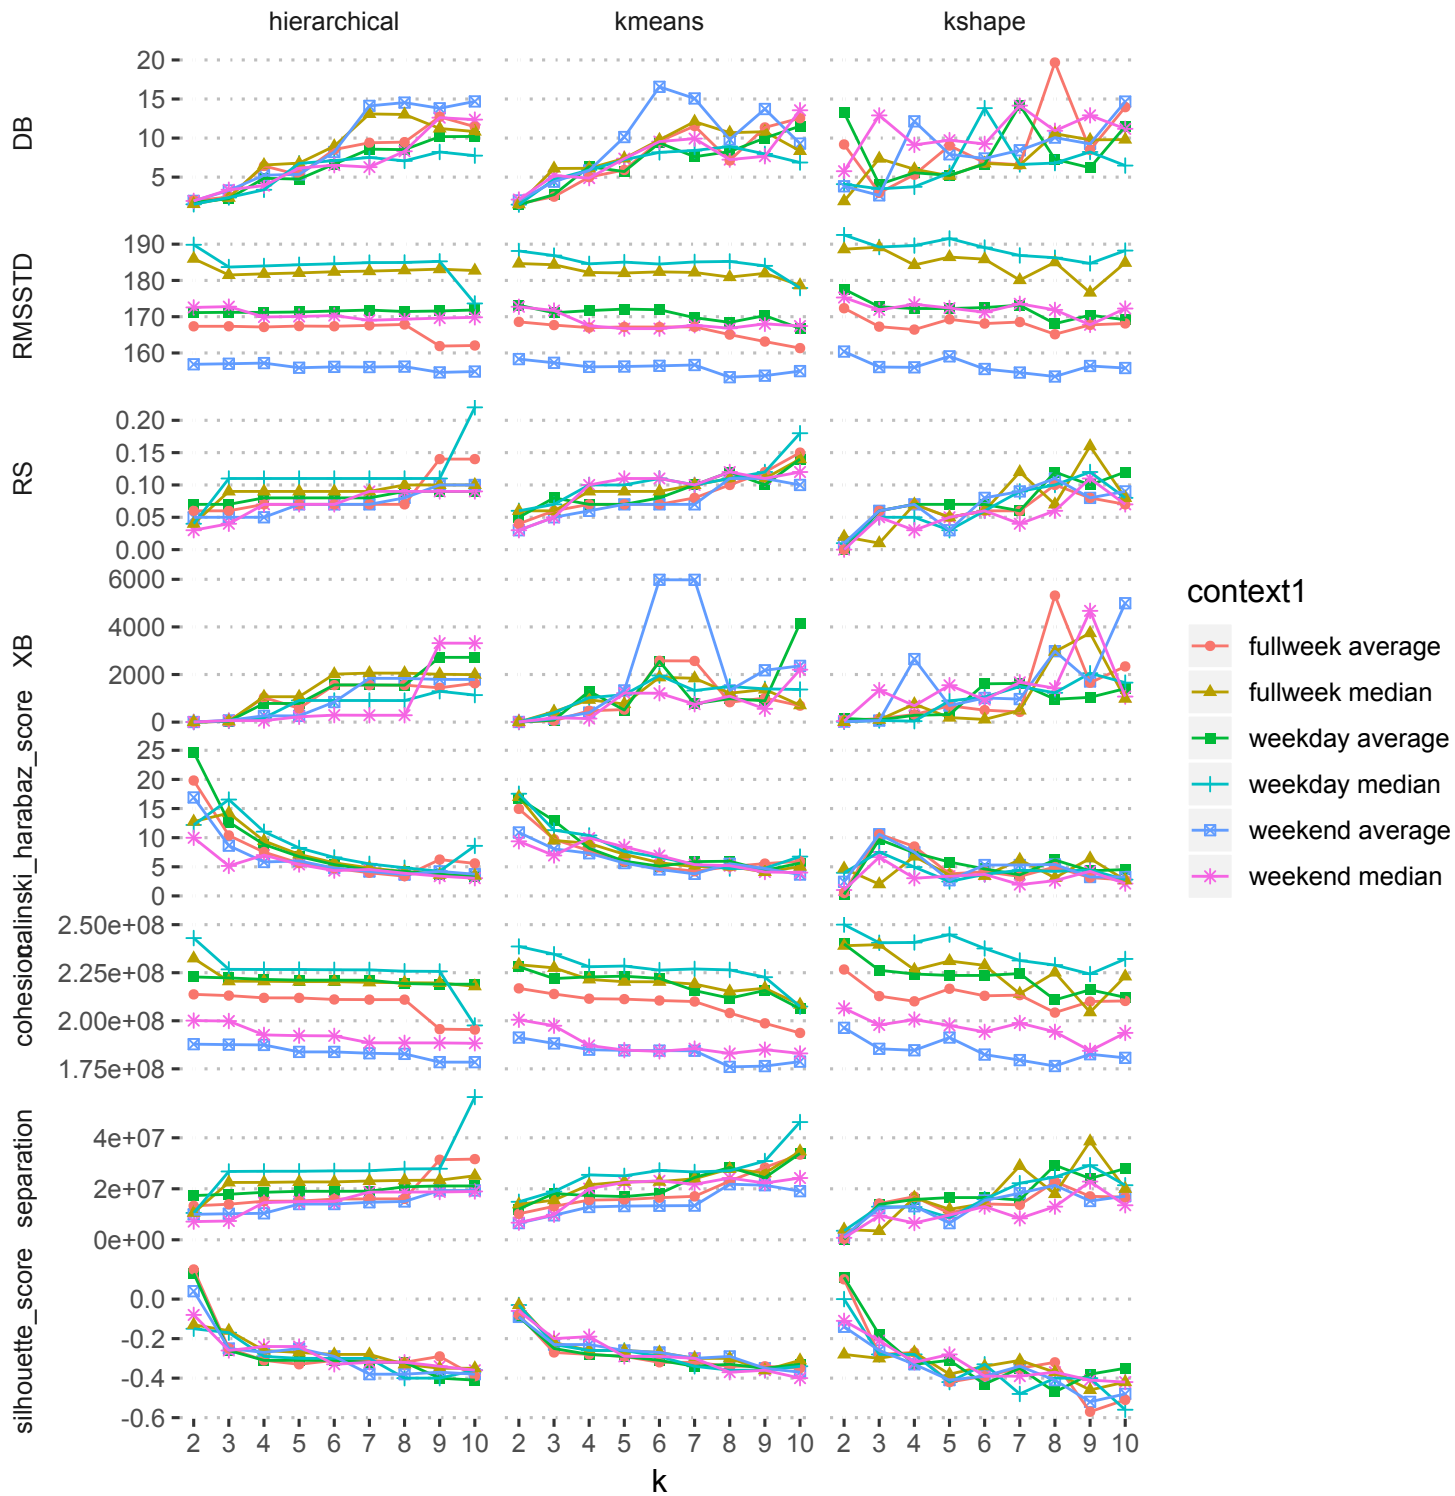 hierarchical kmeans kshape
DB
20
15
10
5
RMSSTD
190
180
170
160
RS
0.20
0.15
0.10
0.05
0.00
XB
6000
4000
2000
0
calinski_harabaz_score
25
20
15
10
5
0
cohesion
2.50e+08
2.25e+08
2.00e+08
1.75e+08
separation
4e+07
2e+07
0e+00
silhouette_score
0.0
-0.2
-0.4
-0.6
2 3 4 5 6 7 8 9 10 2 3 4 5 6 7 8 9 10 2 3 4 5 6 7 8 9 10
k
context1
fullweek average
fullweek median
weekday average
weekday median
weekend average
weekend median